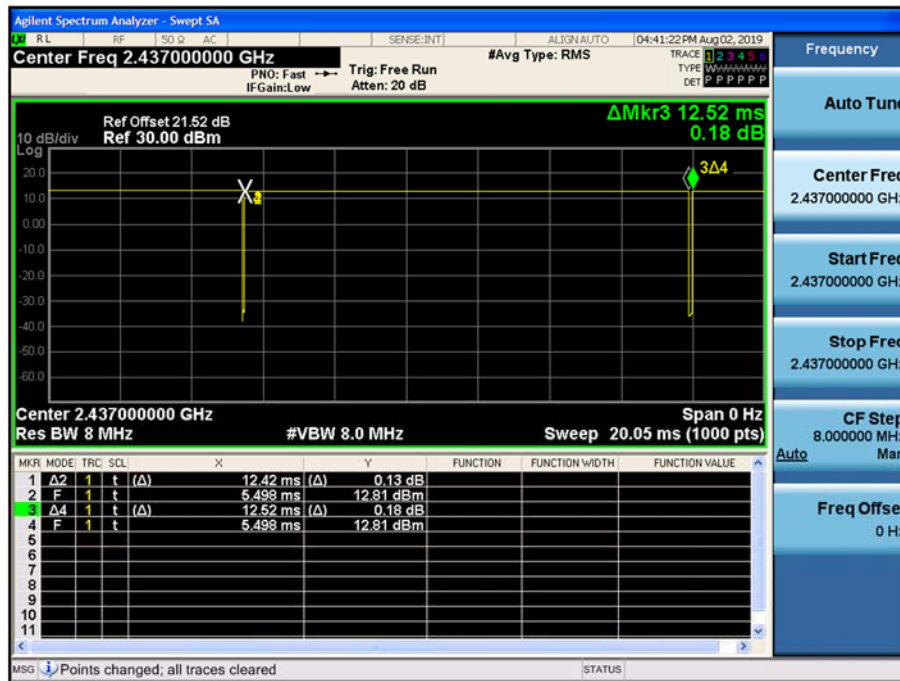 Agilent Spectrum Analyzer - Swept SA
LXI RL RF 50 Ω AC SENSE:INT ALIGN AUTO 04:41:22 PM Aug 02, 2019
Center Freq 2.437000000 GHz #Avg Type: RMS TRACE 1 2 3 4 5 6
PNO: Fast Trig: Free Run TYPE W
IFGain:Low Atten: 20 dB DET P P P P P P
Frequency
Auto Tune
ΔMkr3 12.52 ms
Ref Offset 21.52 dB
0.18 dB
10 dB/div Ref 30.00 dBm
Log
20.0
3Δ4
10.0
0.00
-10.0
-20.0
-30.0
-40.0
-50.0
-60.0
Center Freq
2.437000000 GHz
Start Freq
2.437000000 GHz
Stop Freq
2.437000000 GHz
Center 2.437000000 GHz Span 0 Hz
Res BW 8 MHz #VBW 8.0 MHz Sweep 20.05 ms (1000 pts)
CF Step
8.000000 MHz
Auto Man
MKR MODE TRC SCL X Y FUNCTION FUNCTION WIDTH FUNCTION VALUE
1 Δ2 1 t (Δ) 12.42 ms (Δ) 0.13 dB
2 F 1 t 5.498 ms 12.81 dBm
3 Δ4 1 t (Δ) 12.52 ms (Δ) 0.18 dB
4 F 1 t 5.498 ms 12.81 dBm
5
6
7
8
9
10
11
Freq Offset
0 Hz
MSG Points changed; all traces cleared STATUS